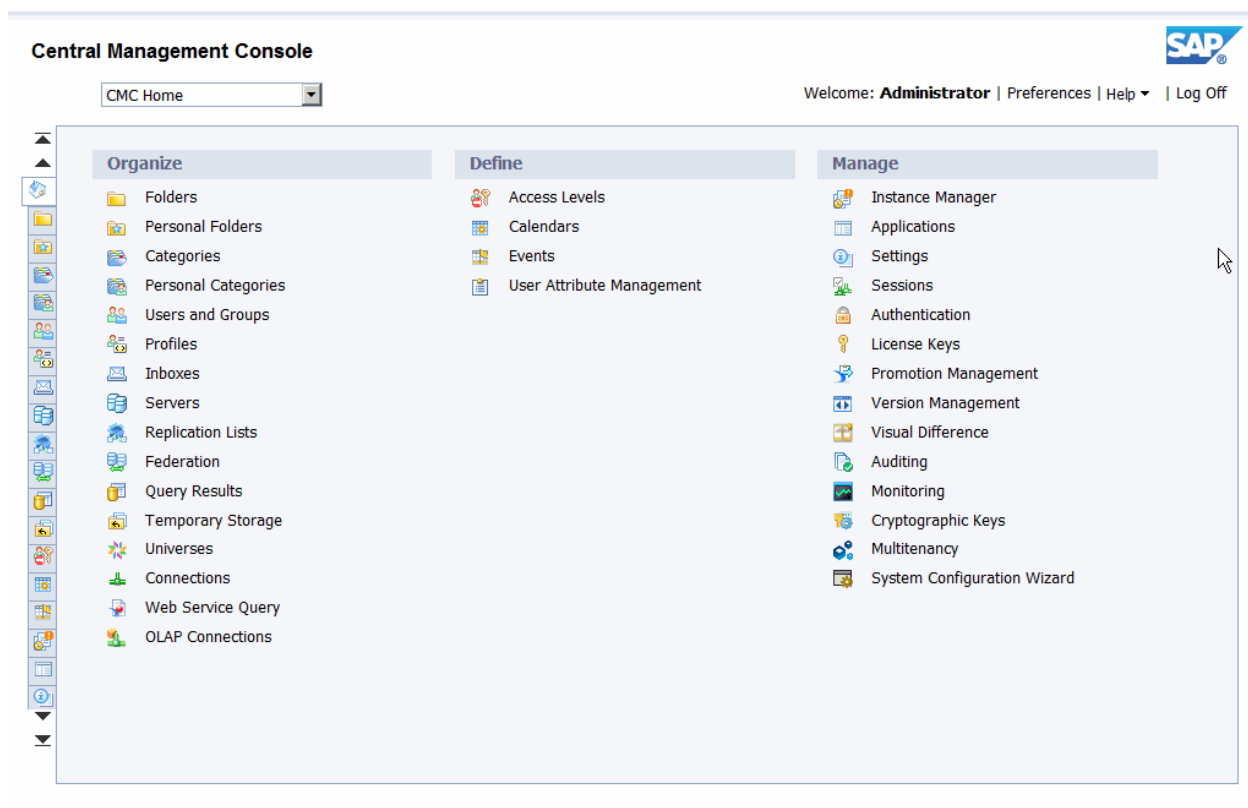 Central Management Console
SAP®
CMC Home
Welcome: Administrator | Preferences | Help | Log Off
Organize
Folders
Personal Folders
Categories
Personal Categories
Users and Groups
Profiles
Inboxes
Servers
Replication Lists
Federation
Query Results
Temporary Storage
Universes
Connections
Web Service Query
OLAP Connections
Define
Access Levels
Calendars
Events
User Attribute Management
Manage
Instance Manager
Applications
Settings
Sessions
Authentication
License Keys
Promotion Management
Version Management
Visual Difference
Auditing
Monitoring
Cryptographic Keys
Multitenancy
System Configuration Wizard